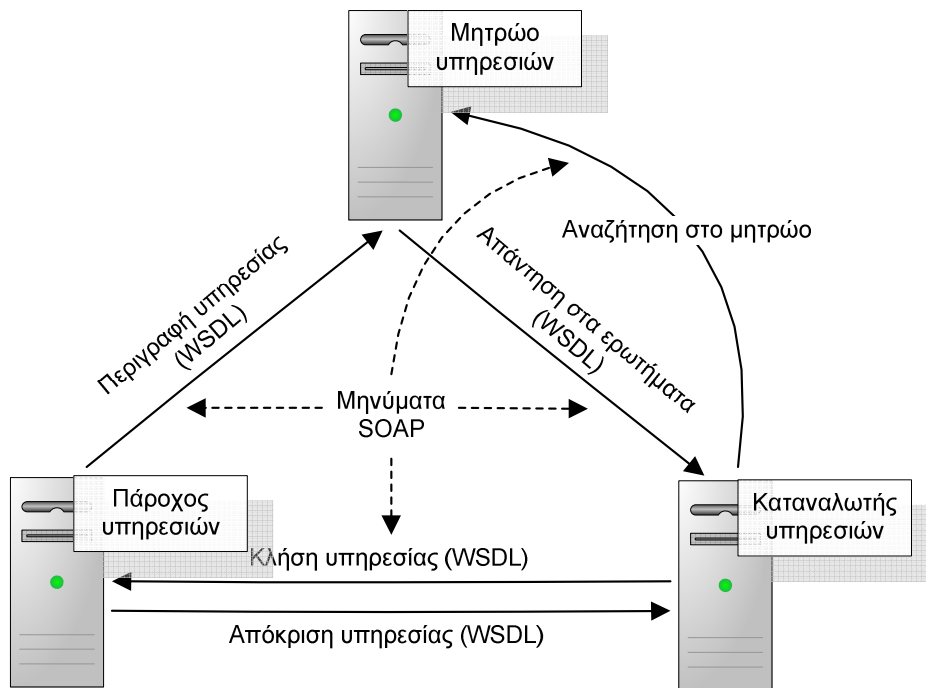 Μητρώο
υπηρεσιών
Αναζήτηση στο μητρώο
Περιγραφή υπηρεσίας
(WSDL)
Απάντηση στα ερωτήματα
(WSDL)
Μηνύματα
SOAP
Πάροχος
υπηρεσιών
Καταναλωτής
υπηρεσιών
Κλήση υπηρεσίας (WSDL)
Απόκριση υπηρεσίας (WSDL)